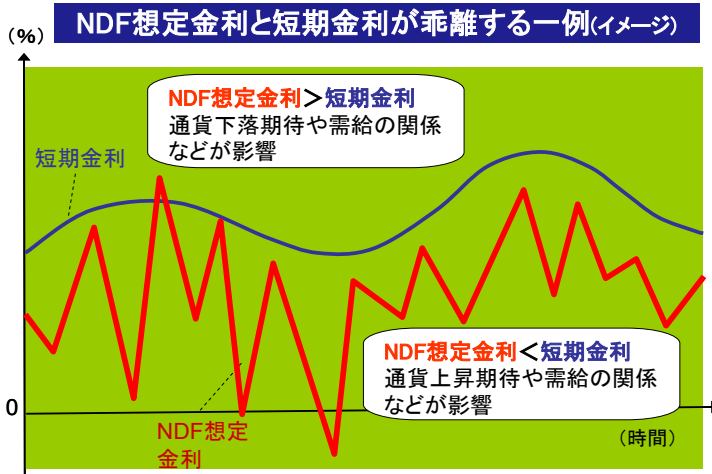 NDF想定金利と短期金利が乖離する一例(イメージ)
(%)
NDF想定金利>短期金利
通貨下落期待や需給の関係
などが影響
短期金利
NDF想定金利<短期金利
通貨上昇期待や需給の関係
などが影響
0
NDF想定
金利
(時間)